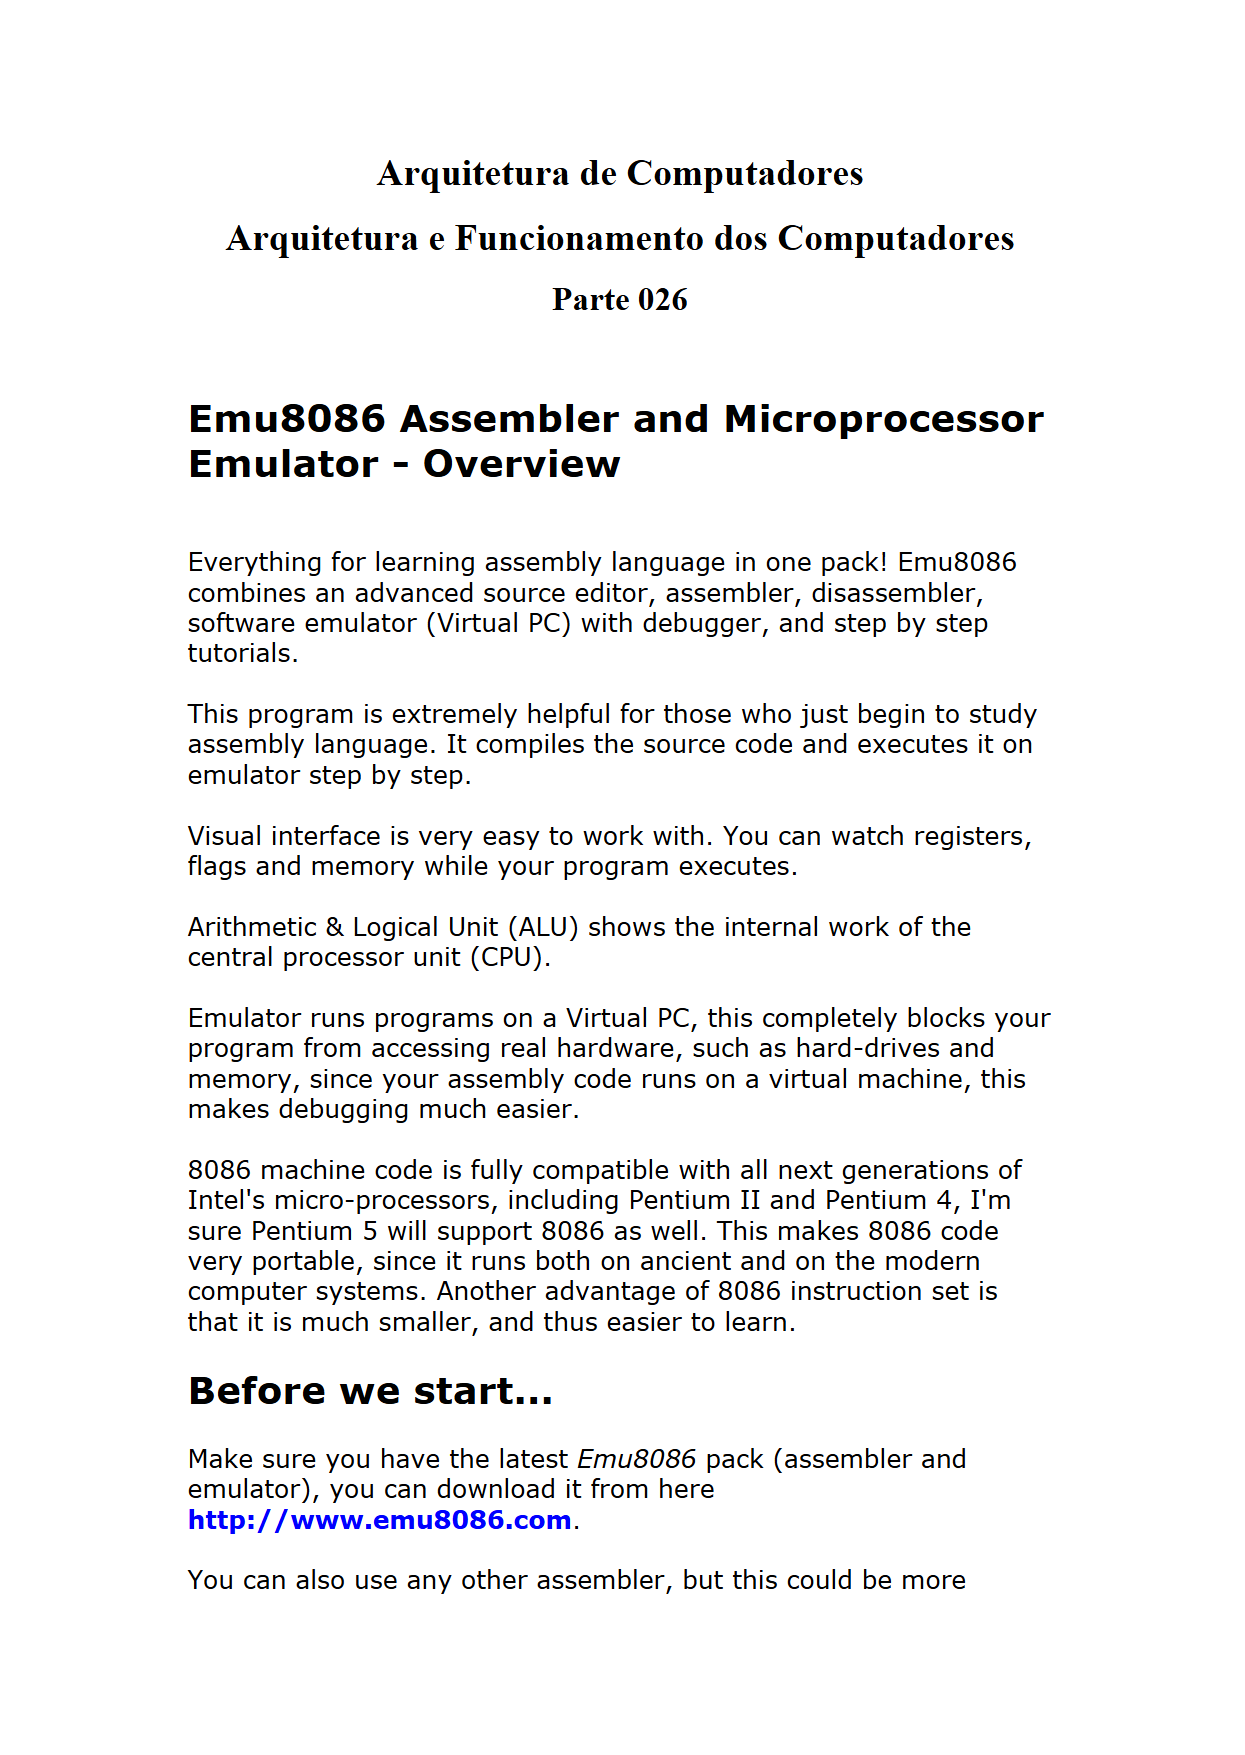 Arquitetura de Computadores
Arquitetura e Funcionamento dos Computadores
Parte 026
Emu8086 Assembler and Microprocessor
Emulator - Overview
Everything for learning assembly language in one pack! Emu8086
combines an advanced source editor, assembler, disassembler,
software emulator (Virtual PC) with debugger, and step by step
tutorials.
This program is extremely helpful for those who just begin to study
assembly language. It compiles the source code and executes it on
emulator step by step.
Visual interface is very easy to work with. You can watch registers,
flags and memory while your program executes.
Arithmetic & Logical Unit (ALU) shows the internal work of the
central processor unit (CPU).
Emulator runs programs on a Virtual PC, this completely blocks your
program from accessing real hardware, such as hard-drives and
memory, since your assembly code runs on a virtual machine, this
makes debugging much easier.
8086 machine code is fully compatible with all next generations of
Intel's micro-processors, including Pentium II and Pentium 4, I'm
sure Pentium 5 will support 8086 as well. This makes 8086 code
very portable, since it runs both on ancient and on the modern
computer systems. Another advantage of 8086 instruction set is
that it is much smaller, and thus easier to learn.
Before we start...
Make sure you have the latest Emu8086 pack (assembler and
emulator), you can download it from here
http://www.emu8086.com.
You can also use any other assembler, but this could be more